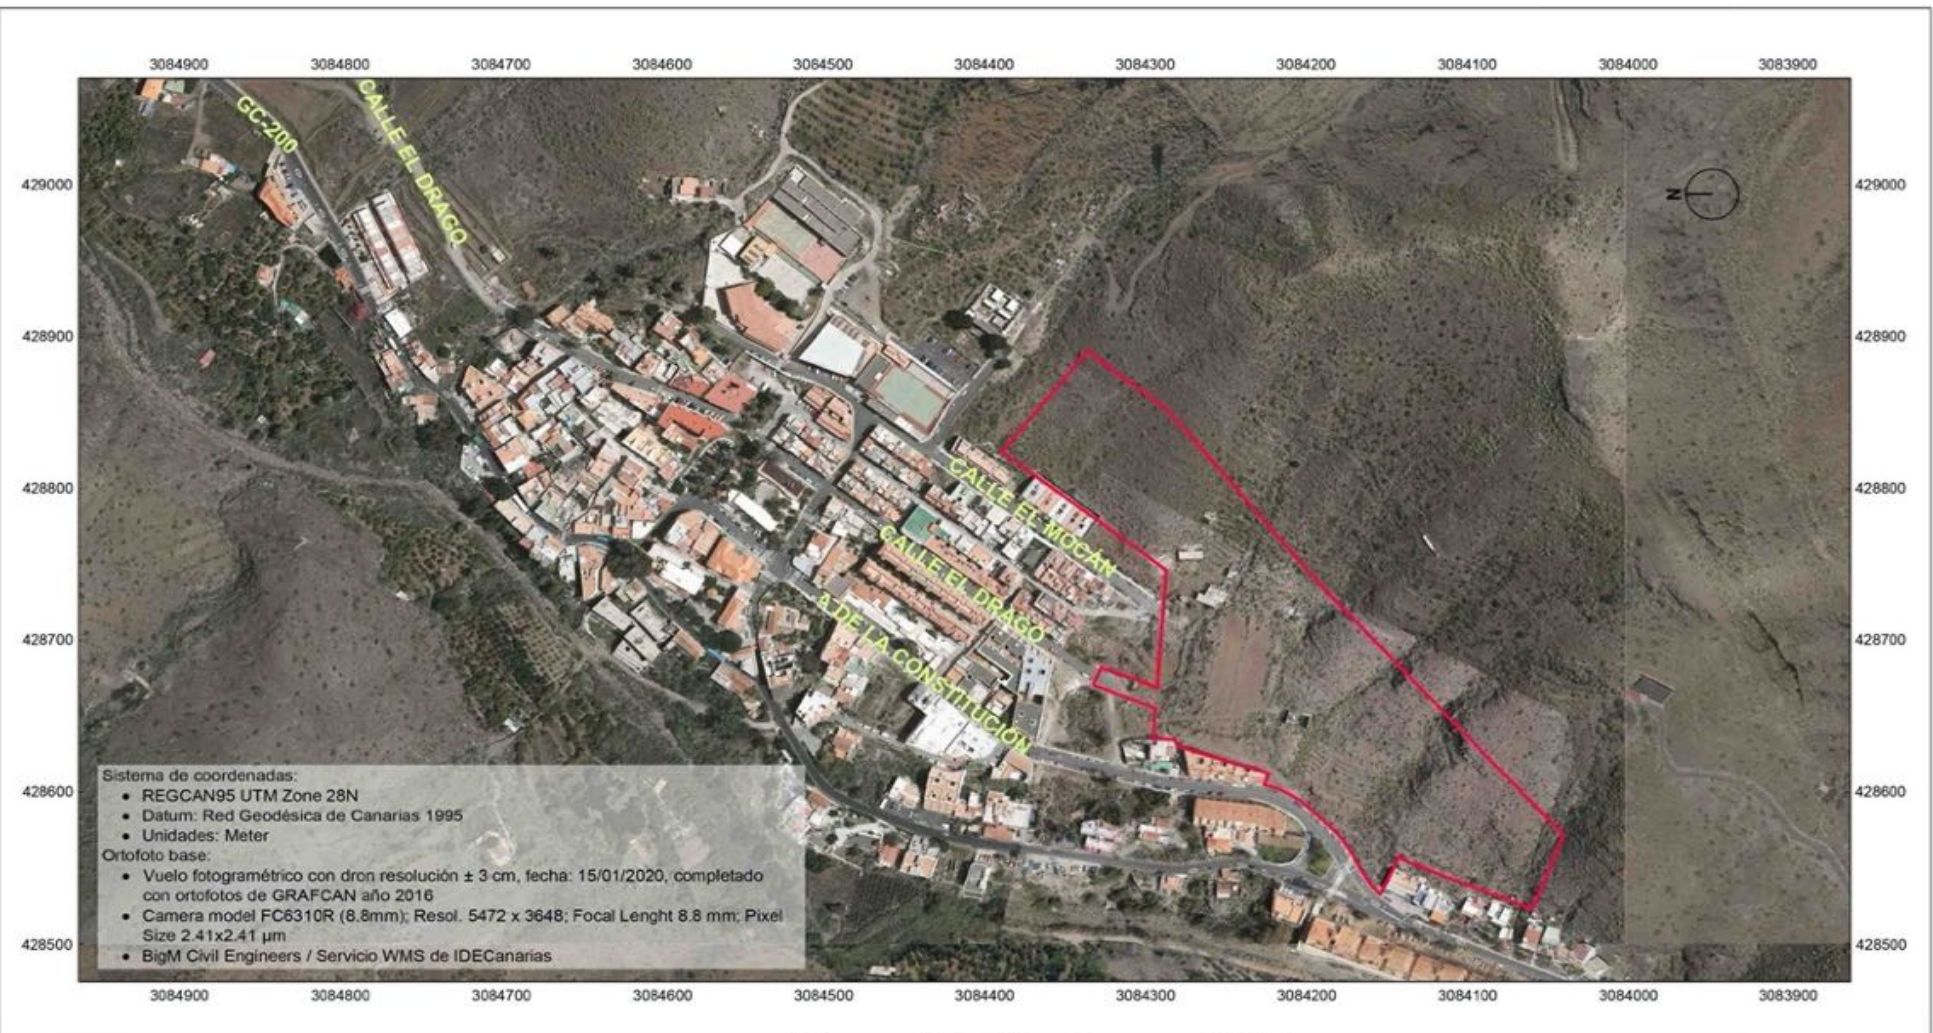 3084900 3084800 3084700 3084600 3084500 3084400 3084300 3084200 3084100 3084000 3083900
GC-200
CALLE EL DRAGO
N
429000 429000
428900 428900
CALLE EL MOCÁN
428800 428800
CALLE EL DRAGO
A DE LA CONSTITUCIÓN
428700 428700
428600 428600
Sistema de coordenadas:
• REGCAN95 UTM Zone 28N
• Datum: Red Geodésica de Canarias 1995
• Unidades: Meter
Ortofoto base:
• Vuelo fotogramétrico con dron resolución ± 3 cm, fecha: 15/01/2020, completado
con ortofotos de GRAFCAN año 2016
• Camera model FC6310R (8.8mm); Resol. 5472 x 3648; Focal Lenght 8.8 mm; Pixel
Size 2.41x2.41 µm
• BigM Civil Engineers / Servicio WMS de IDECanarias
428500 428500
3084900 3084800 3084700 3084600 3084500 3084400 3084300 3084200 3084100 3084000 3083900